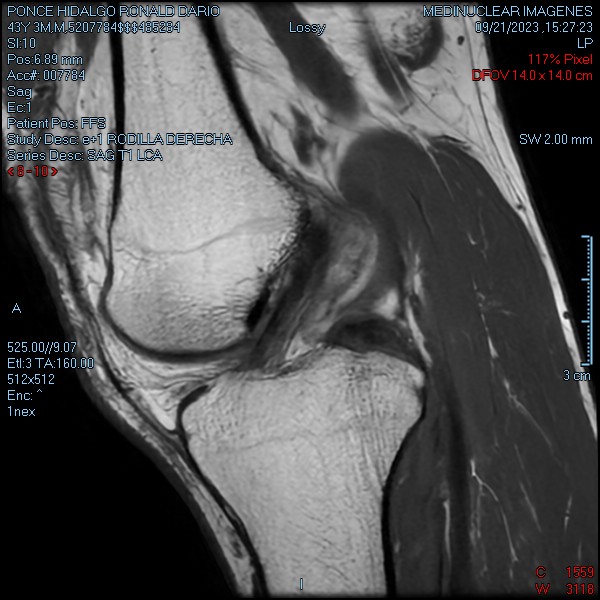 PONCE HIDALGO RONALD DARIO
43Y 3M,M,5207784$$$485284
Sl:10
Pos:6.89 mm
Acc#: 007784
Sag
Ec:1
Patient Pos: FFS
Study Desc: e+1 RODILLA DERECHA
Series Desc: SAG T1 LCA
<8 -10>
Lossy
MEDINUCLEAR IMAGENES
09/21/2023 ,15:27:23
LP
117% Pixel
DFOV 14.0 x 14.0 cm
SW 2.00 mm
A
525.00//9.07
Etl:3 TA:160.00
512x512
Enc: ^
1nex
3 cm
I
C 1559
W 3118